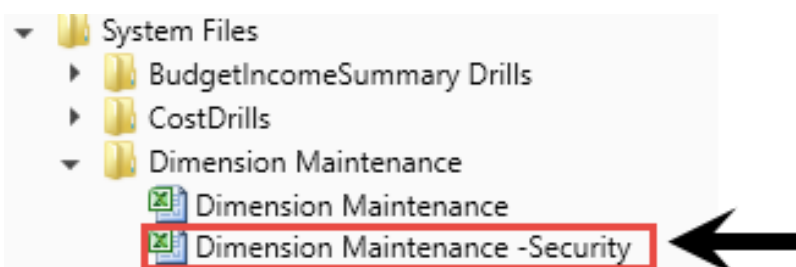 System Files
BudgetIncomeSummary Drills
CostDrills
Dimension Maintenance
Dimension Maintenance
Dimension Maintenance -Security